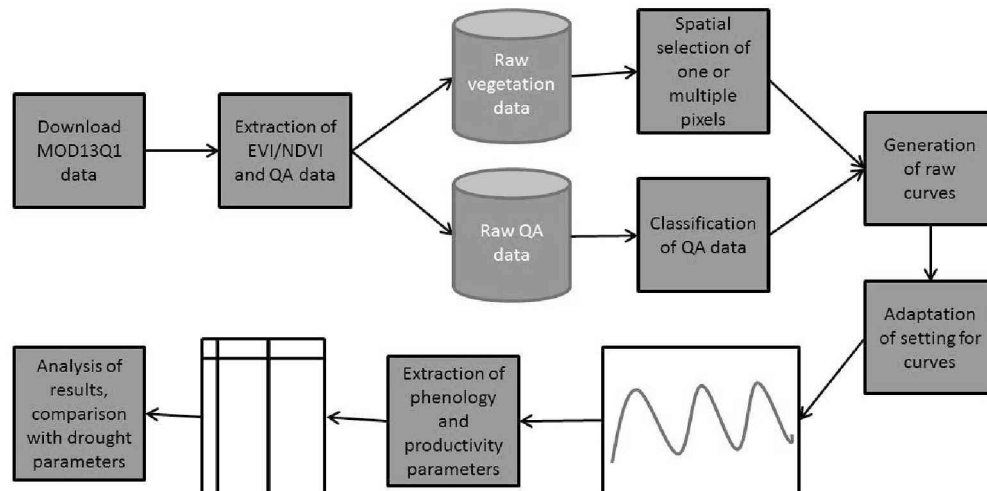 Download
MOD13Q1
data
Extraction of
EVI/NDVI
and QA data
Raw
vegetation
data
Spatial
selection of
one or
multiple
pixels
Raw QA
data
Classification
of QA data
Generation
of raw
curves
Adaptation
of setting for
curves
Extraction of
phenology
and
productivity
parameters
Analysis of
results,
comparison
with drought
parameters